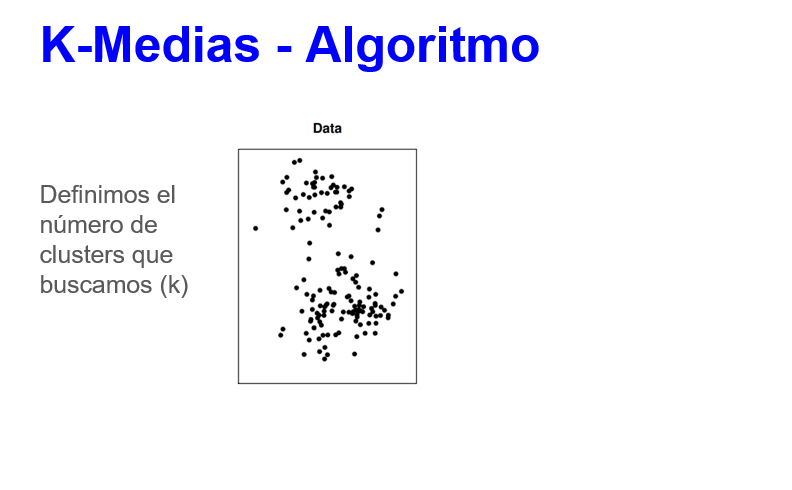 K-Medias - Algoritmo
Data
Definimos el
número de
clusters que
buscamos (k)